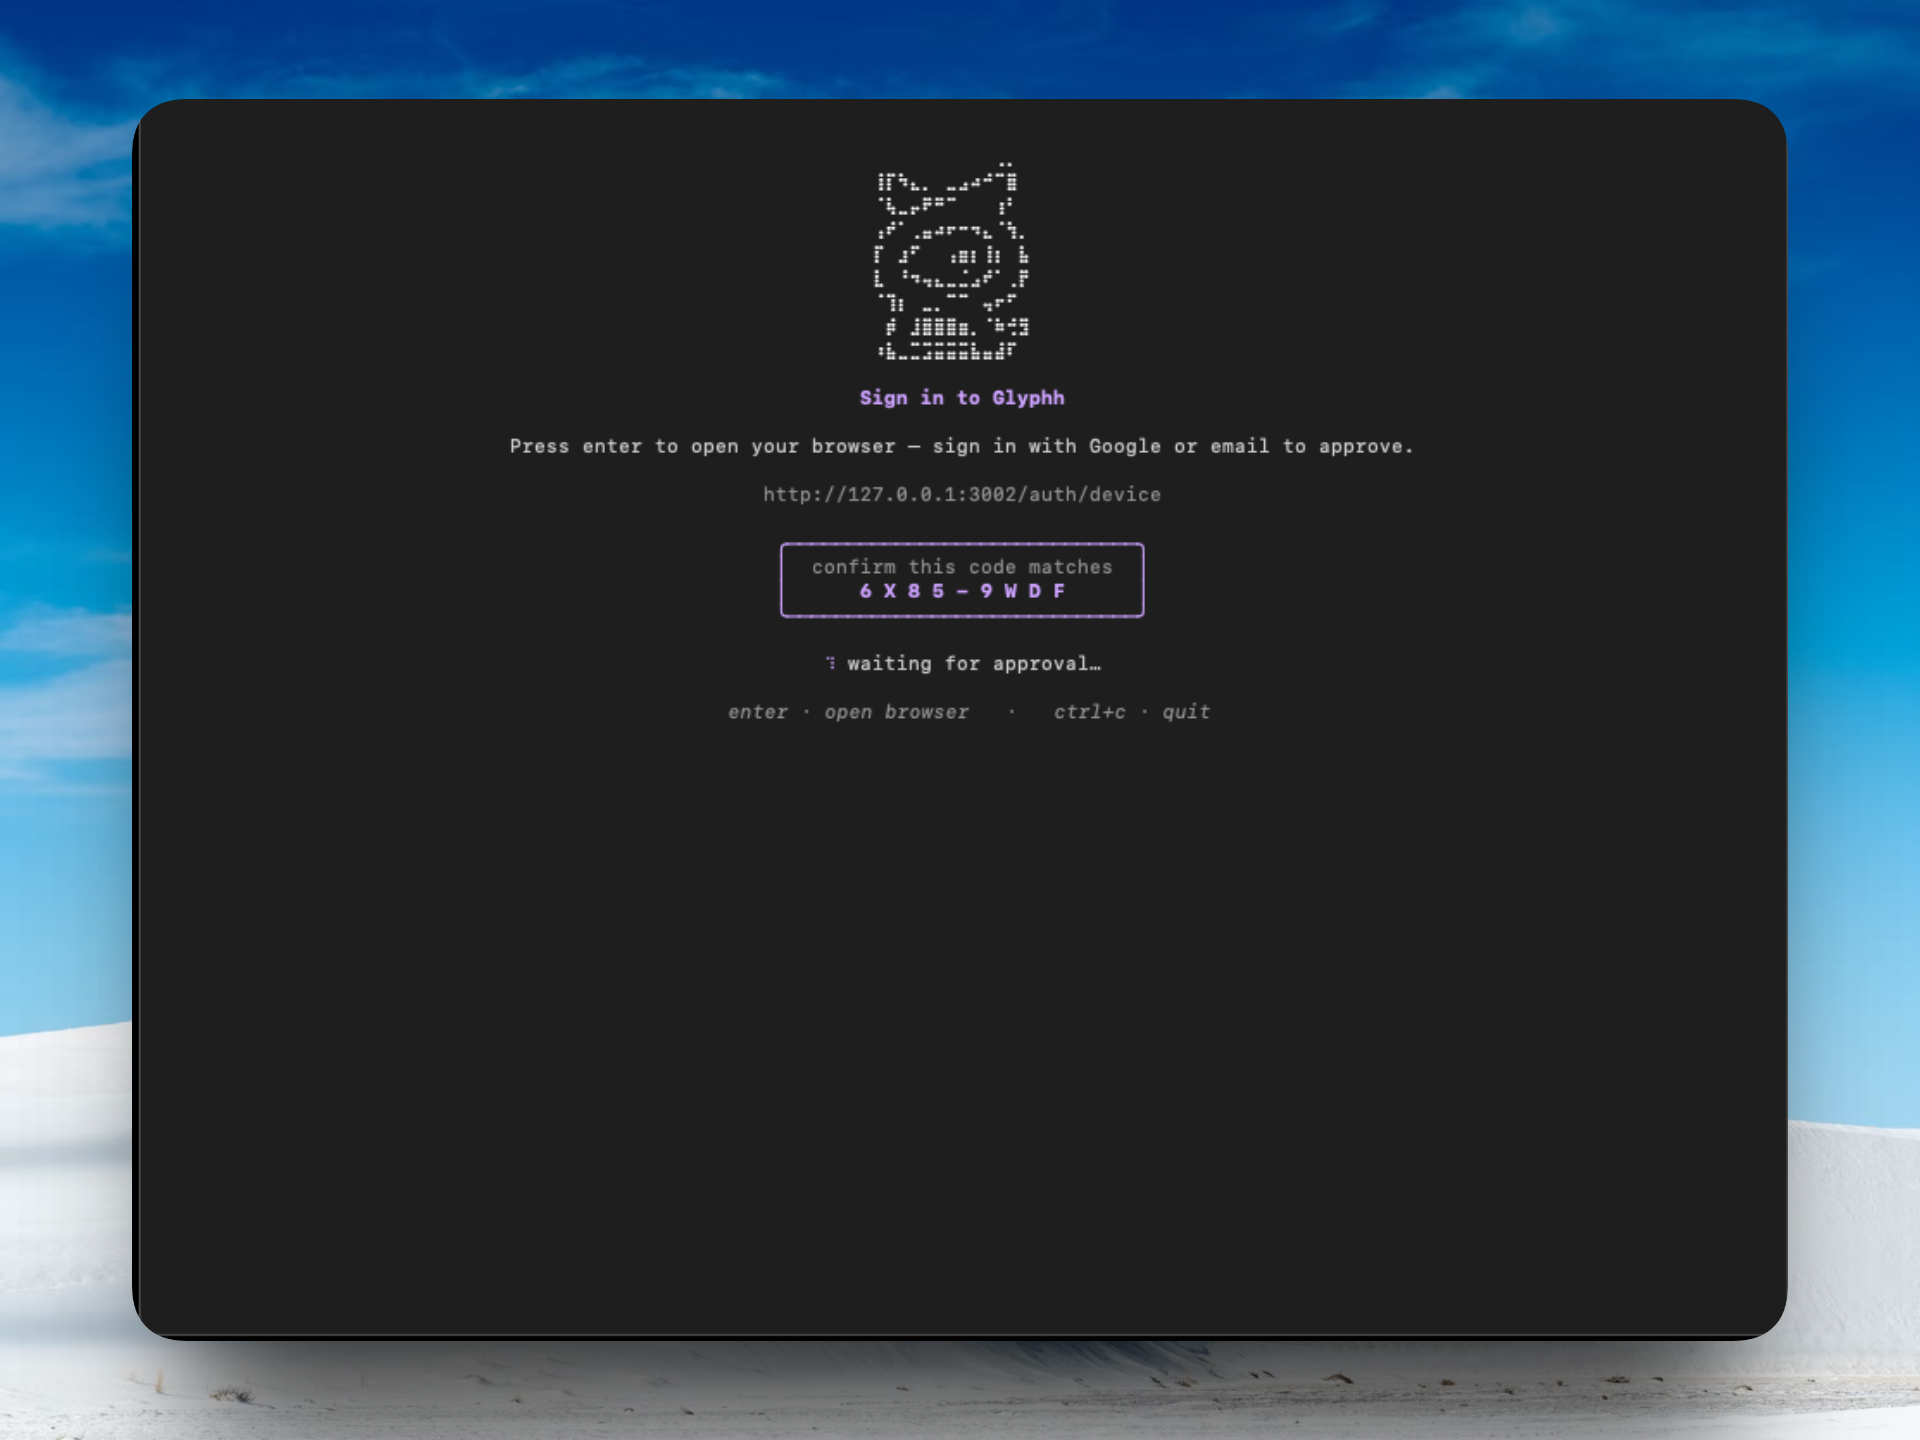 Sign in to Glyphh
Press enter to open your browser — sign in with Google or email to approve.
http://127.0.0.1:3002/auth/device
confirm this code matches
6 X 8 5 – 9 W D F
waiting for approval…
enter · open browser · ctrl+c · quit